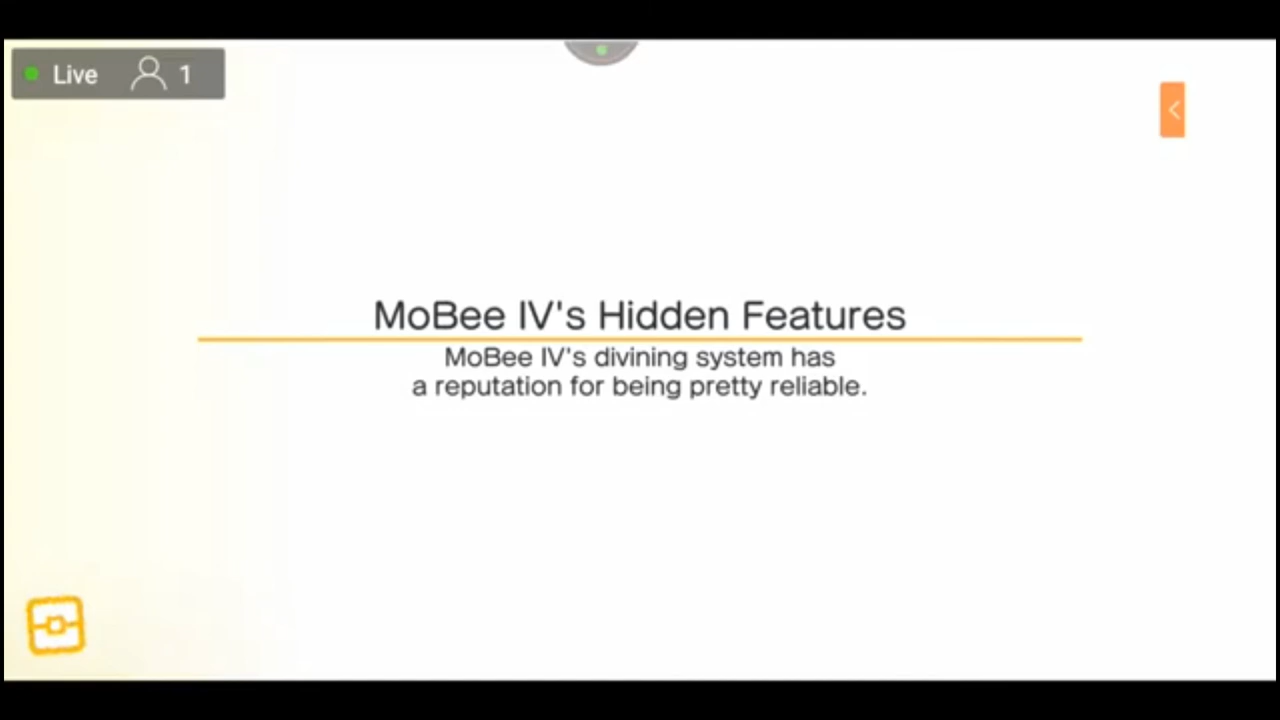 Live 1
MoBee IV's Hidden Features
MoBee IV's divining system has
a reputation for being pretty reliable.